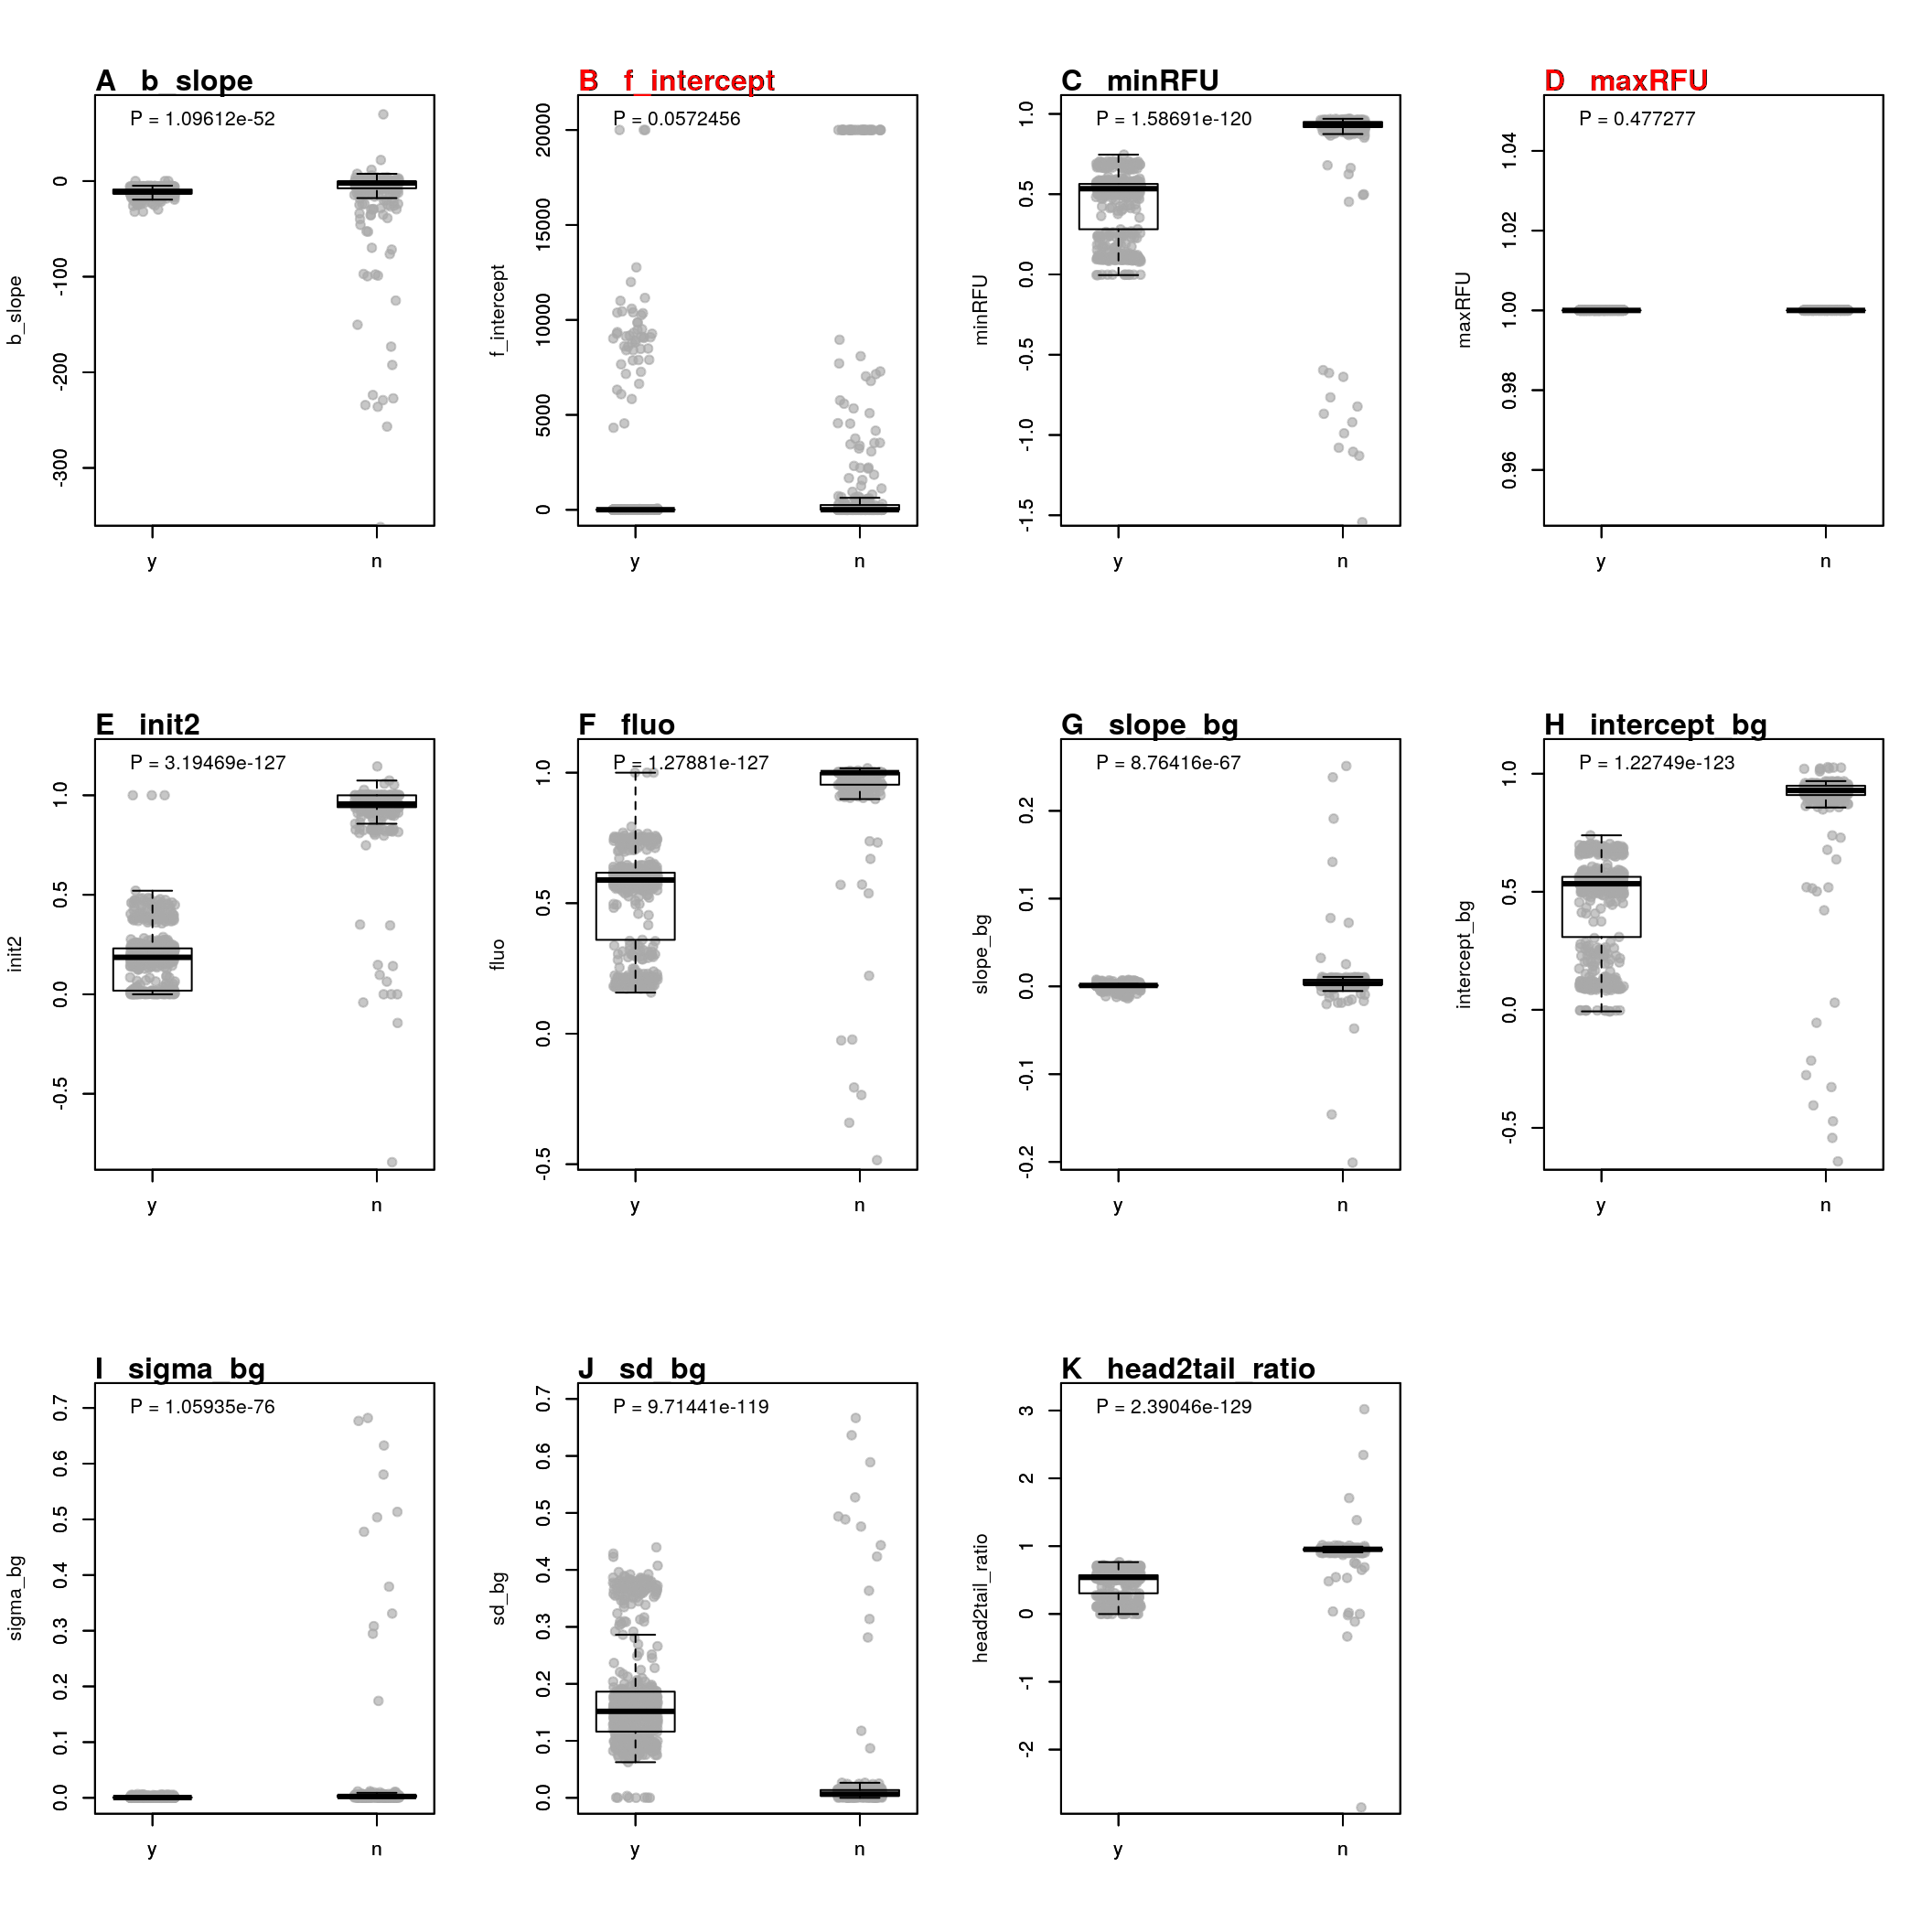 A b_slope
P = 1.09612e-52
b_slope
0
-100
-200
-300
y n
B f_intercept
P = 0.0572456
f_intercept
20000
15000
10000
5000
0
y n
C minRFU
P = 1.58691e-120
minRFU
1.0
0.5
0.0
-0.5
-1.0
-1.5
y n
D maxRFU
P = 0.477277
maxRFU
1.04
1.02
1.00
0.98
0.96
y n
E init2
P = 3.19469e-127
init2
1.0
0.5
0.0
-0.5
y n
F fluo
P = 1.27881e-127
fluo
1.0
0.5
0.0
-0.5
y n
G slope_bg
P = 8.76416e-67
slope_bg
0.2
0.1
0.0
-0.1
-0.2
y n
H intercept_bg
P = 1.22749e-123
intercept_bg
1.0
0.5
0.0
-0.5
y n
I sigma_bg
P = 1.05935e-76
sigma_bg
0.7
0.6
0.5
0.4
0.3
0.2
0.1
0.0
y n
J sd_bg
P = 9.71441e-119
sd_bg
0.7
0.6
0.5
0.4
0.3
0.2
0.1
0.0
y n
K head2tail_ratio
P = 2.39046e-129
head2tail_ratio
3
2
1
0
-1
-2
y n